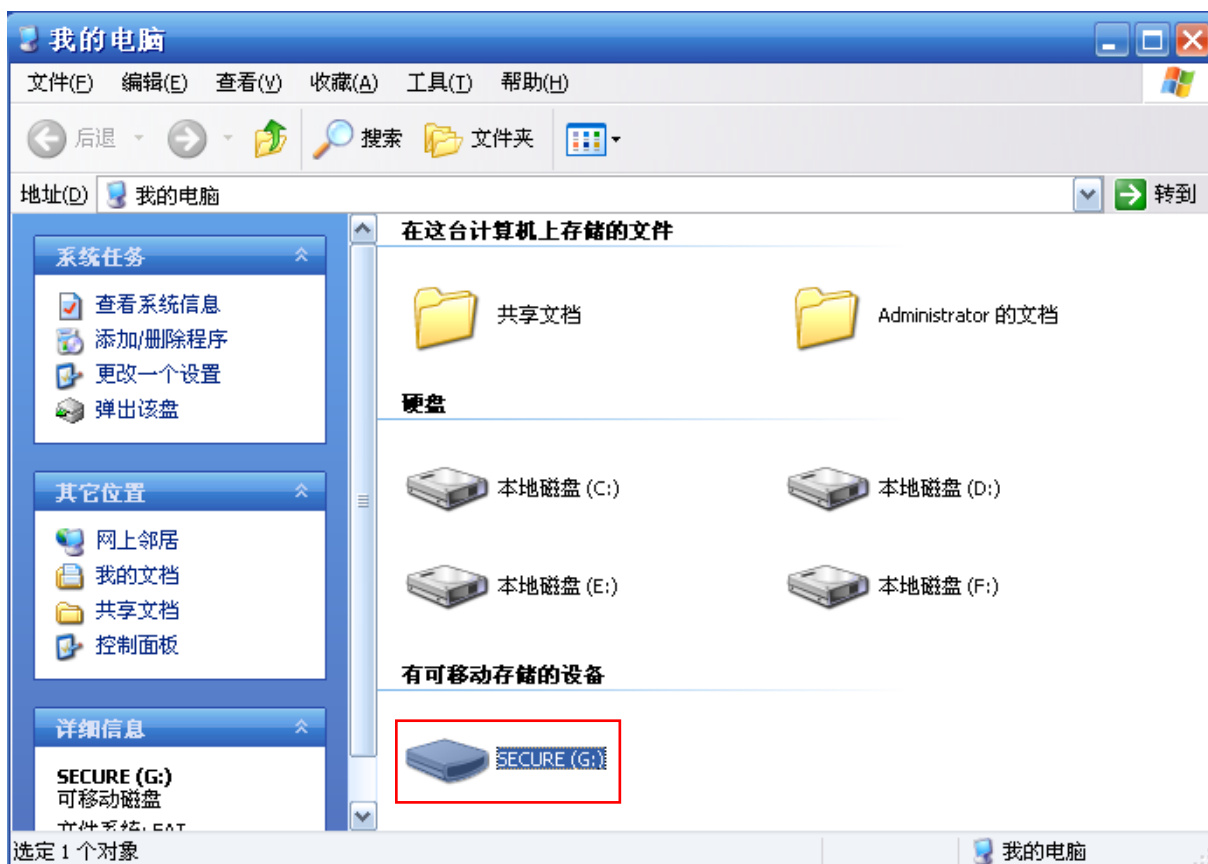 我的电脑
文件(F) 编辑(E) 查看(V) 收藏(A) 工具(T) 帮助(H)
后退 搜索 文件夹
地址(D) 我的电脑 转到
系统任务
查看系统信息
添加/删除程序
更改一个设置
弹出该盘
其它位置
网上邻居
我的文档
共享文档
控制面板
详细信息
SECURE (G:)
可移动磁盘
文件系统: FAT
在这台计算机上存储的文件
共享文档 Administrator 的文档
硬盘
本地磁盘 (C:) 本地磁盘 (D:)
本地磁盘 (E:) 本地磁盘 (F:)
有可移动存储的设备
SECURE (G:)
选定 1 个对象 我的电脑